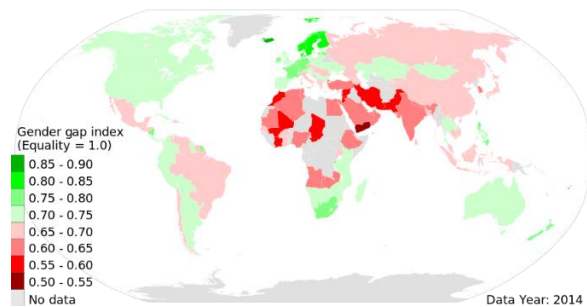 Gender gap index
(Equality = 1.0)
0.85 - 0.90
0.80 - 0.85
0.75 - 0.80
0.70 - 0.75
0.65 - 0.70
0.60 - 0.65
0.55 - 0.60
0.50 - 0.55
No data
Data Year: 2014